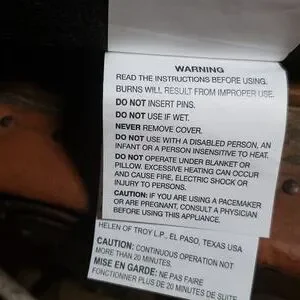 WARNING
READ THE INSTRUCTIONS BEFORE USING.
BURNS WILL RESULT FROM IMPROPER USE.
DO NOT INSERT PINS.
DO NOT USE IF WET.
NEVER REMOVE COVER.
DO NOT USE WITH A DISABLED PERSON, AN
INFANT OR A PERSON INSENSITIVE TO HEAT.
DO NOT OPERATE UNDER BLANKET OR
PILLOW. EXCESSIVE HEATING CAN OCCUR
AND CAUSE FIRE, ELECTRIC SHOCK OR
INJURY TO PERSONS.
CAUTION: IF YOU ARE USING A PACEMAKER
OR ARE PREGNANT, CONSULT A PHYSICIAN
BEFORE USING THIS APPLIANCE.
HELEN OF TROY L.P., EL PASO, TEXAS USA
CAUTION: CONTINUOUS OPERATION NOT
MORE THAN 20 MINUTES.
MISE EN GARDE: NE PAS FAIRE
FONCTIONNER PLUS DE 20 MINUTES DE SUITE